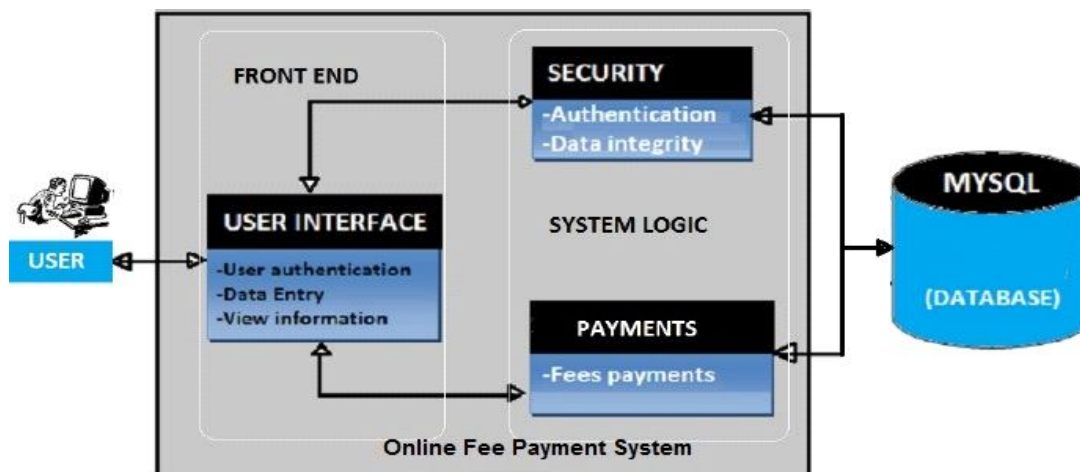 FRONT END
SECURITY
-Authentication
-Data integrity
USER
USER INTERFACE
-User authentication
-Data Entry
-View information
SYSTEM LOGIC
MYSQL
(DATABASE)
PAYMENTS
-Fees payments
Online Fee Payment System